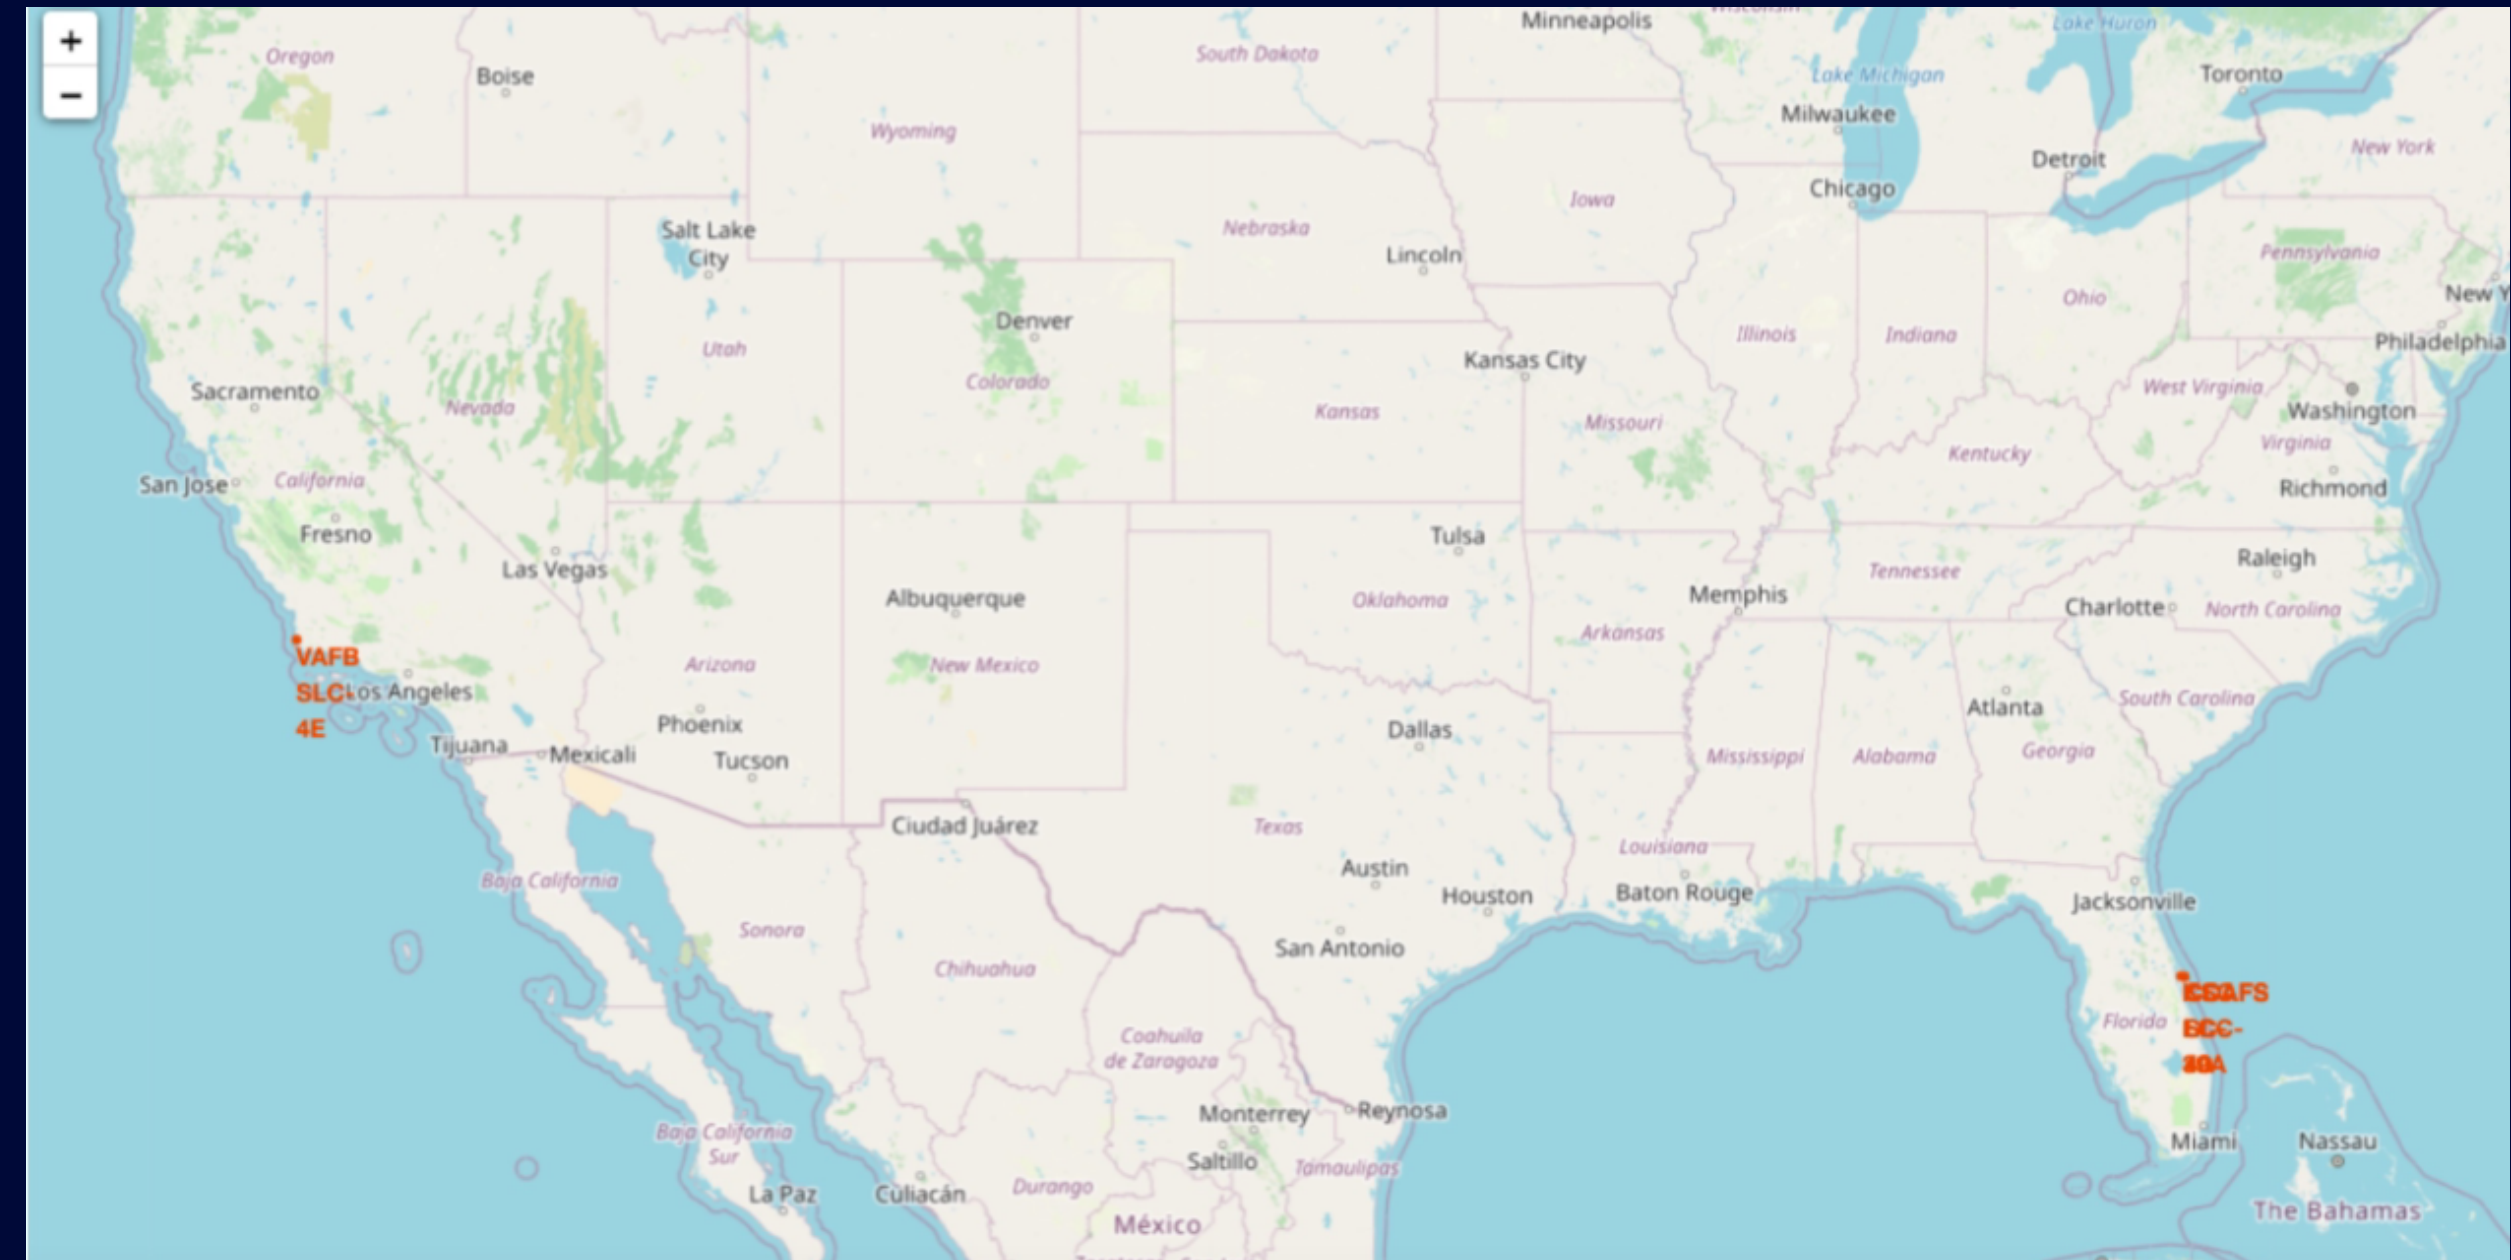 +
−
Oregon
Boise
South Dakota
Minneapolis
Lake Huron
Toronto
Lake Michigan
Milwaukee
Wyoming
Detroit
New York
Chicago
Iowa
Salt Lake
City
Nebraska
Lincoln
Pennsylvania
New Y
Ohio
Denver
Utah
Illinois
Indiana
Philadelphia
Kansas City
Sacramento
Nevada
Colorado
Kansas
Missouri
West Virginia
Washington
Virginia
Kentucky
San Jose
California
Richmond
Fresno
Las Vegas
Tulsa
Raleigh
Tennessee
Albuquerque
Oklahoma
Memphis
Charlotte
North Carolina
Arkansas
VAFB
SLC-
4E
Los Angeles
Arizona
New Mexico
South Carolina
Atlanta
Phoenix
Dallas
Tijuana
Mexicali
Tucson
Mississippi
Alabama
Georgia
Ciudad Juárez
Texas
Louisiana
Austin
Houston
Baton Rouge
Baja California
Jacksonville
Sonora
San Antonio
Chihuahua
Florida
Coahuila
de Zaragoza
Monterrey
Reynosa
Baja California
Sur
Saltillo
Tamaulipas
Miami
Nassau
La Paz
Culiacán
Durango
México
The Bahamas